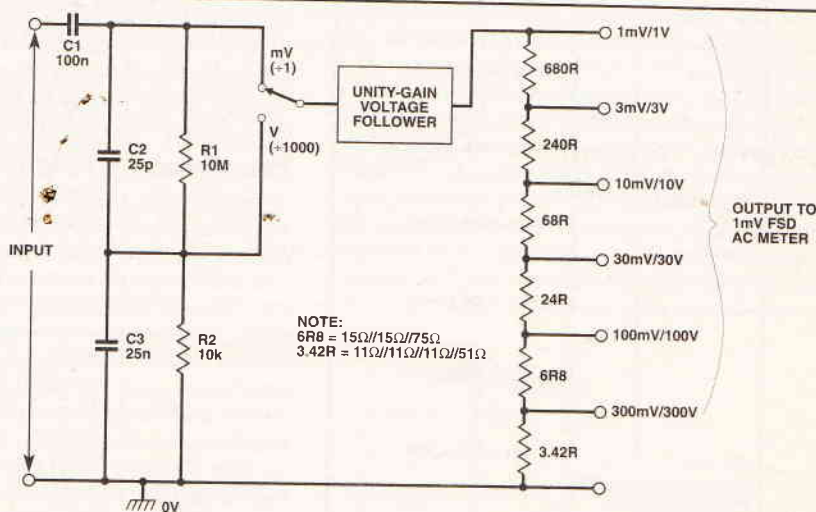 C1
100n
mV
(÷1)
UNITY-GAIN
VOLTAGE
FOLLOWER
V
(÷1000)
C2
25p
R1
10M
INPUT
C3
25n
R2
10k
NOTE:
6R8 = 15Ω//15Ω//75Ω
3.42R = 11Ω//11Ω//11Ω//51Ω
0V
1mV/1V
680R
3mV/3V
240R
10mV/10V
68R
30mV/30V
24R
100mV/100V
6R8
300mV/300V
3.42R
OUTPUT TO
1mV FSD
AC METER